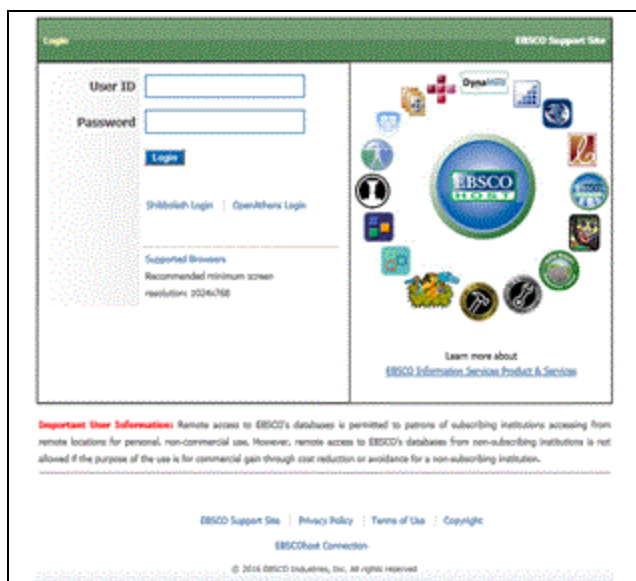 Login
EBSCO Support Site
User ID
Password
Login
Shibboleth Login | OpenAthens Login
Supported Browsers
Recommended minimum screen
resolution: 1024x768
DynaMed
EBSCO
HOST
EBSCO
Learn more about
EBSCO Information Services Product & Services
Important User Information: Remote access to EBSCO's databases is permitted to patrons of subscribing institutions accessing from
remote locations for personal, non-commercial use. However, remote access to EBSCO's databases from non-subscribing institutions is not
allowed if the purpose of the use is for commercial gain through cost reduction or avoidance for a non-subscribing institution.
EBSCO Support Site | Privacy Policy | Terms of Use | Copyright
EBSCOhost Connection
© 2016 EBSCO Industries, Inc. All rights reserved